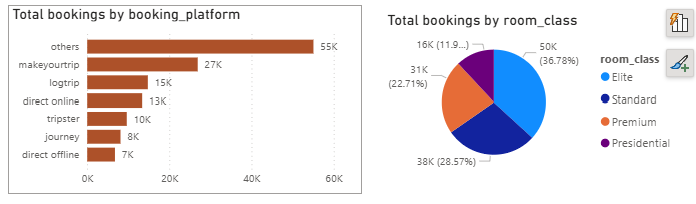 Total bookings by booking_platform
others 55K
makeyourtrip 27K
logtrip 15K
direct online 13K
tripster 10K
journey 8K
direct offline 7K
0K 20K 40K 60K
Total bookings by room_class
16K (11.9...)
50K
(36.78%)
31K
(22.71%)
38K (28.57%)
room_class
Elite
Standard
Premium
Presidential